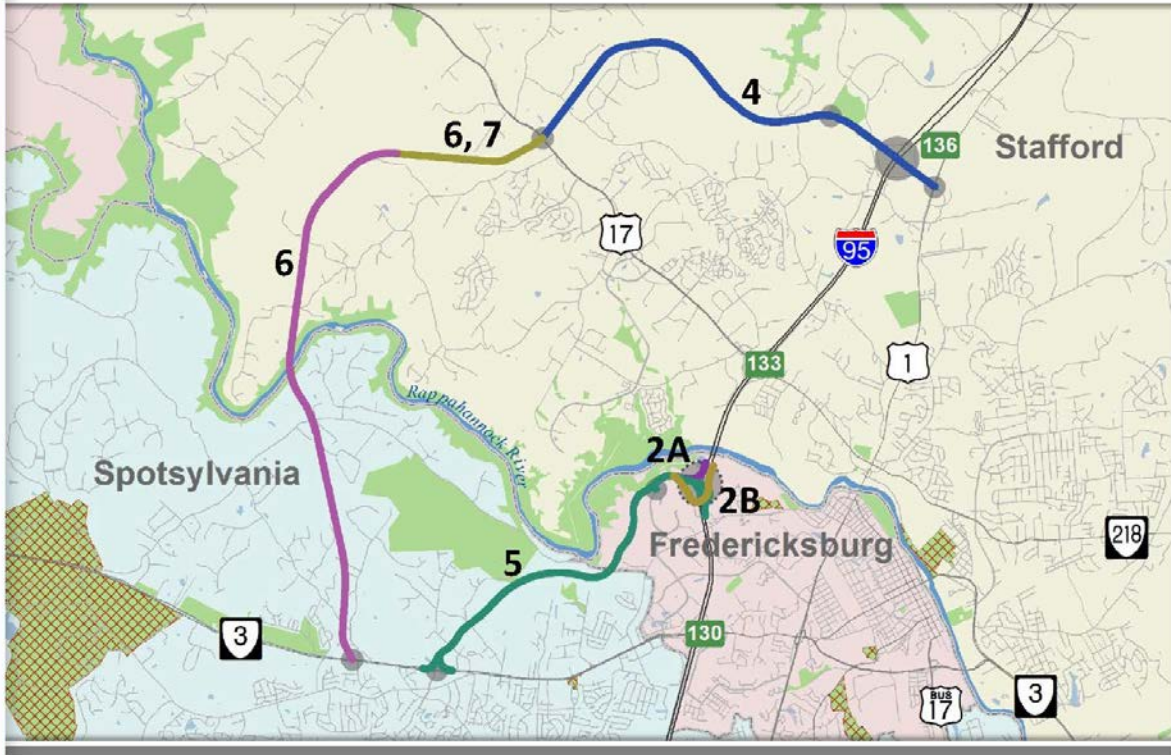 4
136
Stafford
6, 7
17
95
6
133
1
Rappahannock River
2A
Spotsylvania
2B
218
5
Fredericksburg
3
130
BUS
17
3